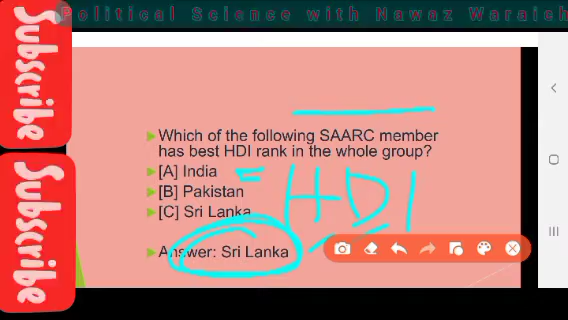 Political Science with Nawaz Waraich
Subscribe
Subscribe
Which of the following SAARC member
has best HDI rank in the whole group?
[A] India
[B] Pakistan
[C] Sri Lanka
Answer: Sri Lanka
HDI